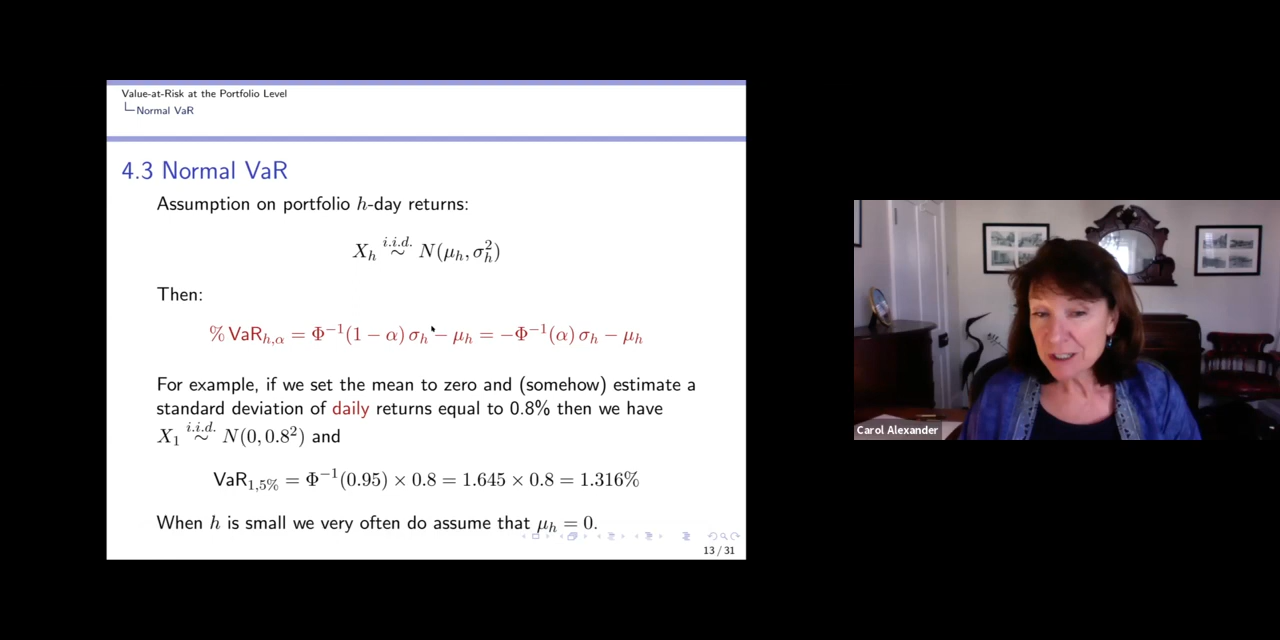 Value-at-Risk at the Portfolio Level
Normal VaR
4.3 Normal VaR
Assumption on portfolio h-day returns:
X_h i.i.d. ∼ N(μ_h, σ_h^2)
Then:
% VaR_{h,α} = Φ^{−1}(1 − α) σ_h − μ_h = −Φ^{−1}(α) σ_h − μ_h
For example, if we set the mean to zero and (somehow) estimate a
standard deviation of daily returns equal to 0.8% then we have
X_1 i.i.d. ∼ N(0, 0.8^2) and
VaR_{1,5%} = Φ^{−1}(0.95) × 0.8 = 1.645 × 0.8 = 1.316%
When h is small we very often do assume that μ_h = 0.
13 / 31
Carol Alexander